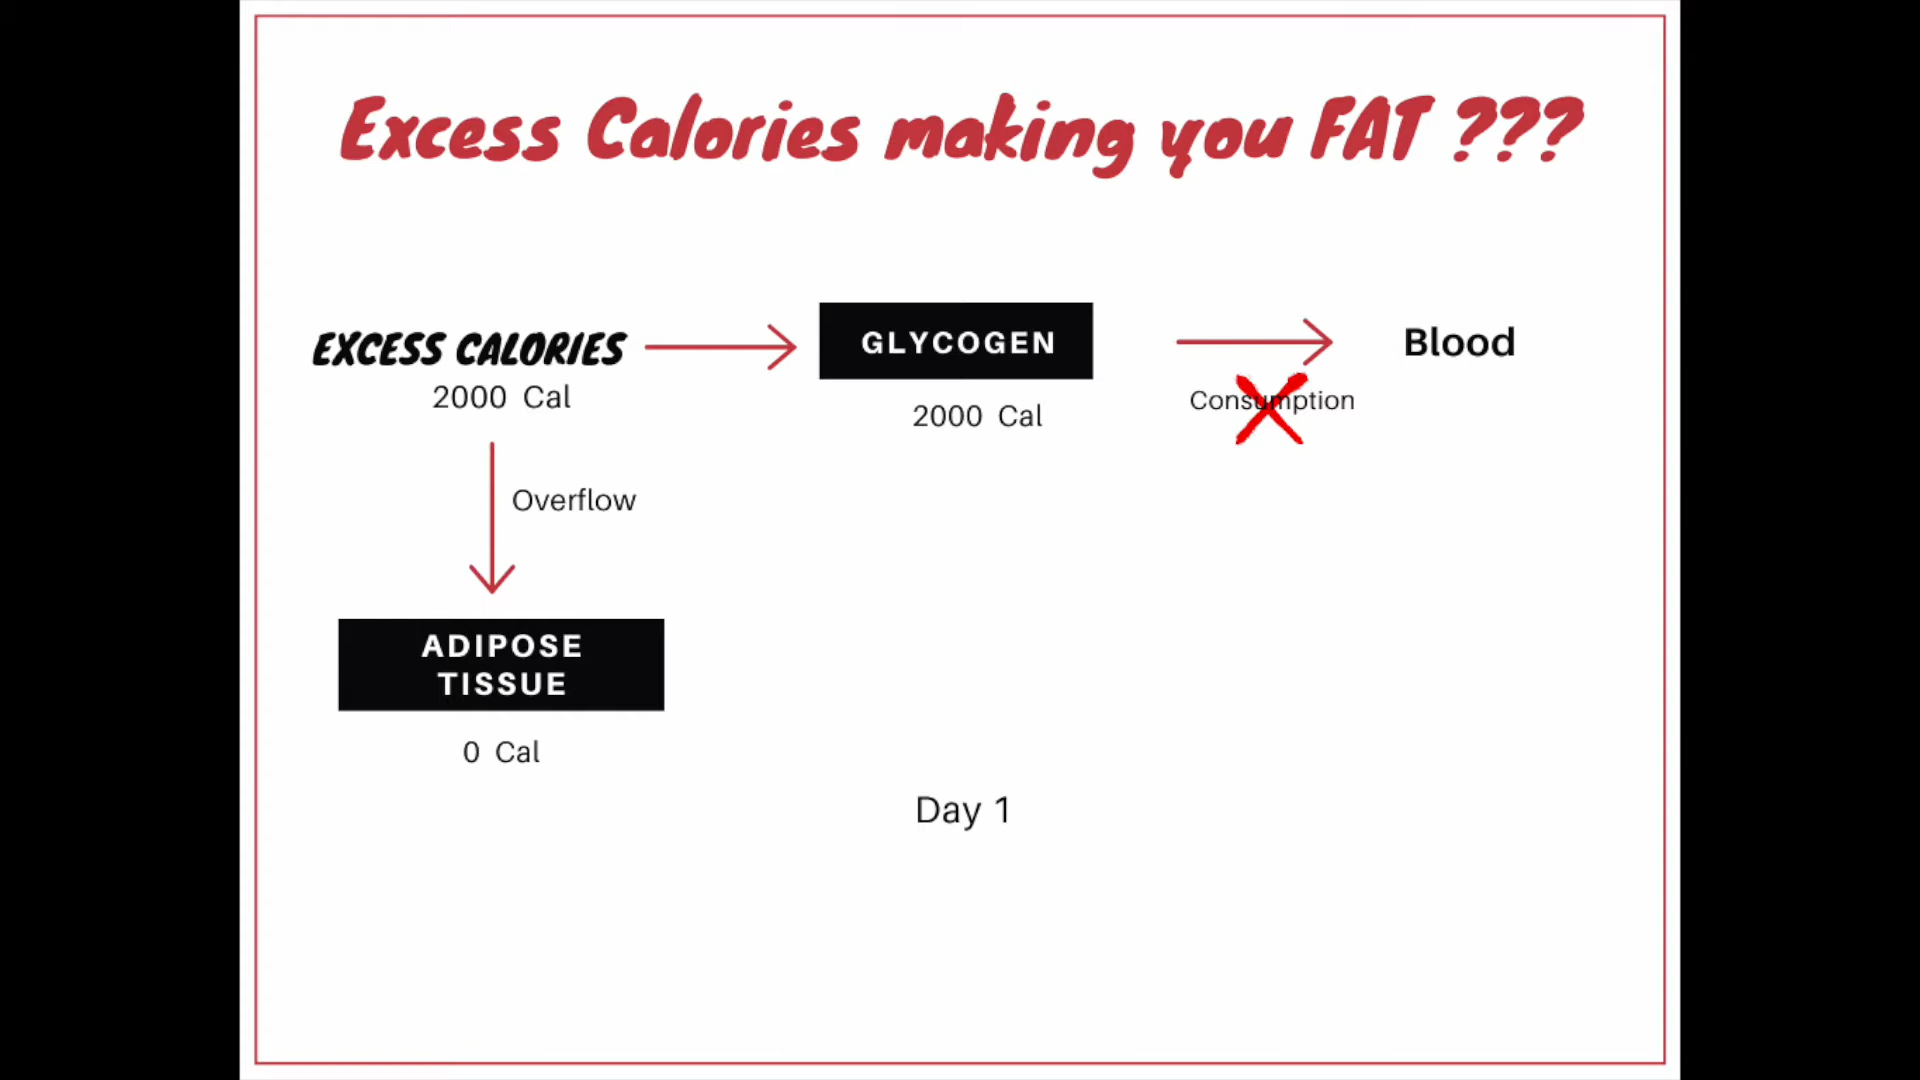 Excess Calories making you FAT ???
EXCESS CALORIES
2000 Cal
GLYCOGEN
2000 Cal
Blood
Consumption
Overflow
ADIPOSE
TISSUE
0 Cal
Day 1